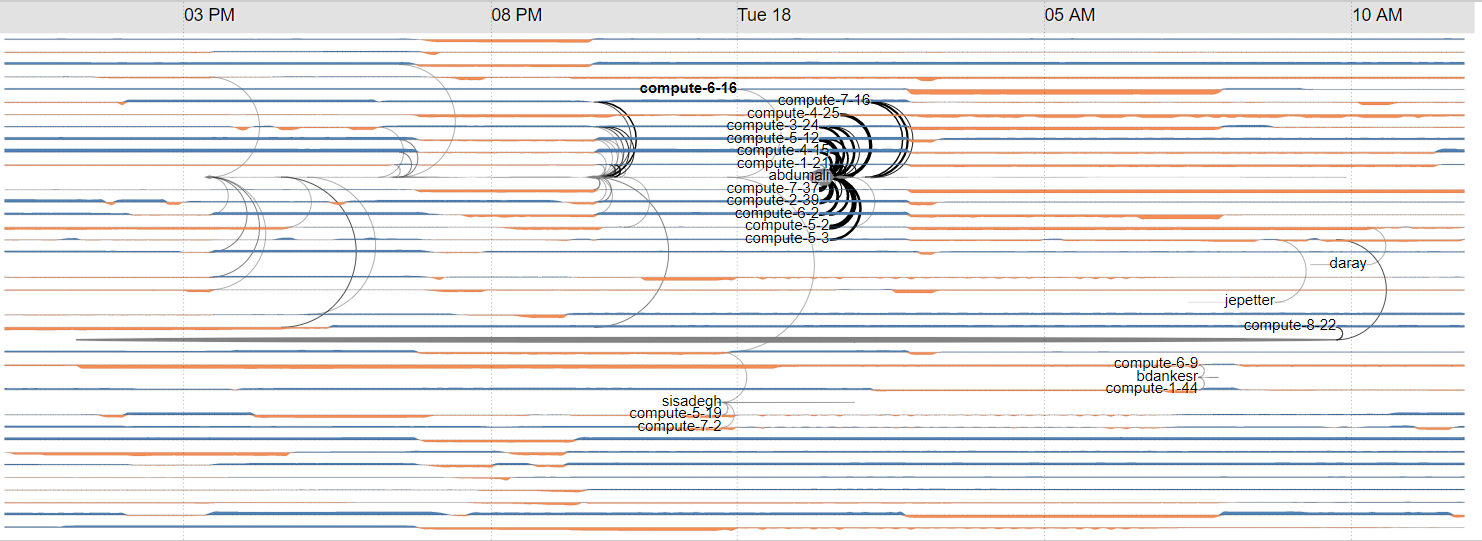 03 PM 08 PM Tue 18 05 AM 10 AM
compute-6-16
compute-7-16
compute-4-25
compute-3-24
compute-5-12
compute-4-15
compute-1-21
abdumali
compute-7-37
compute-2-39
compute-6-2
compute-5-2
compute-5-3
daray
jepetter
compute-8-22
compute-6-9
bdankesr
compute-1-44
sisadegh
compute-5-19
compute-7-2